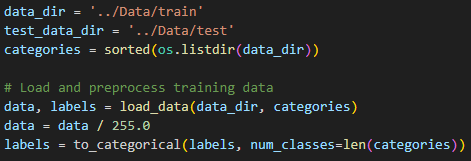 data_dir = '../Data/train'
test_data_dir = '../Data/test'
categories = sorted(os.listdir(data_dir))
# Load and preprocess training data
data, labels = load_data(data_dir, categories)
data = data / 255.0
labels = to_categorical(labels, num_classes=len(categories))